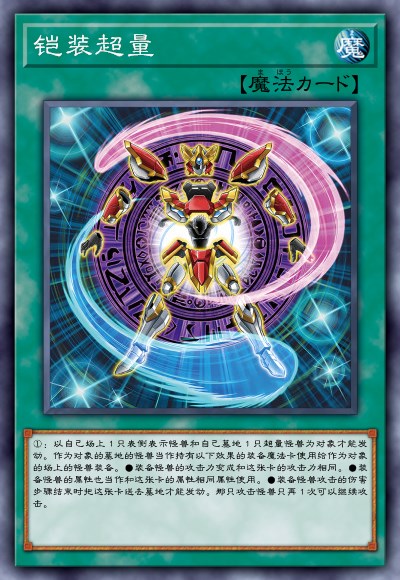 铠装超量
魔
【魔法カード】
ま ほう
①：以自己场上1只表侧表示怪兽和自己墓地1只超量怪兽为对象才能发
动。作为对象的墓地的怪兽当作持有以下效果的装备魔法卡使用给作为对象
的场上的怪兽装备。●装备怪兽的攻击力变成和这张卡的攻击力相同。●装
备怪兽的属性也当作和这张卡的属性相同属性使用。●装备怪兽攻击的伤害
步骤结束时把这张卡送去墓地才能发动。那只攻击怪兽只再1次可以继续攻
击。